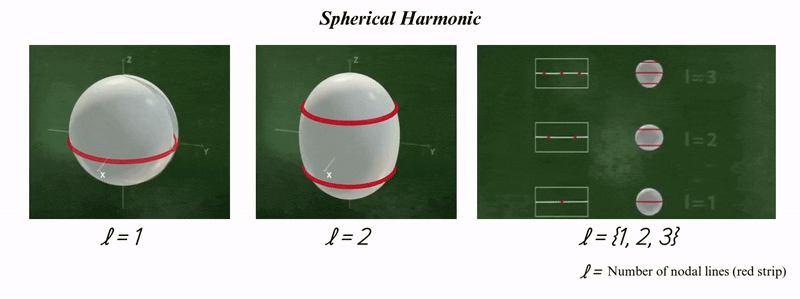 Spherical Harmonic
Z
Y
X
Z
Y
X
l=3
l=2
l=1
ℓ = 1
ℓ = 2
ℓ = {1, 2, 3}
ℓ = Number of nodal lines (red strip)